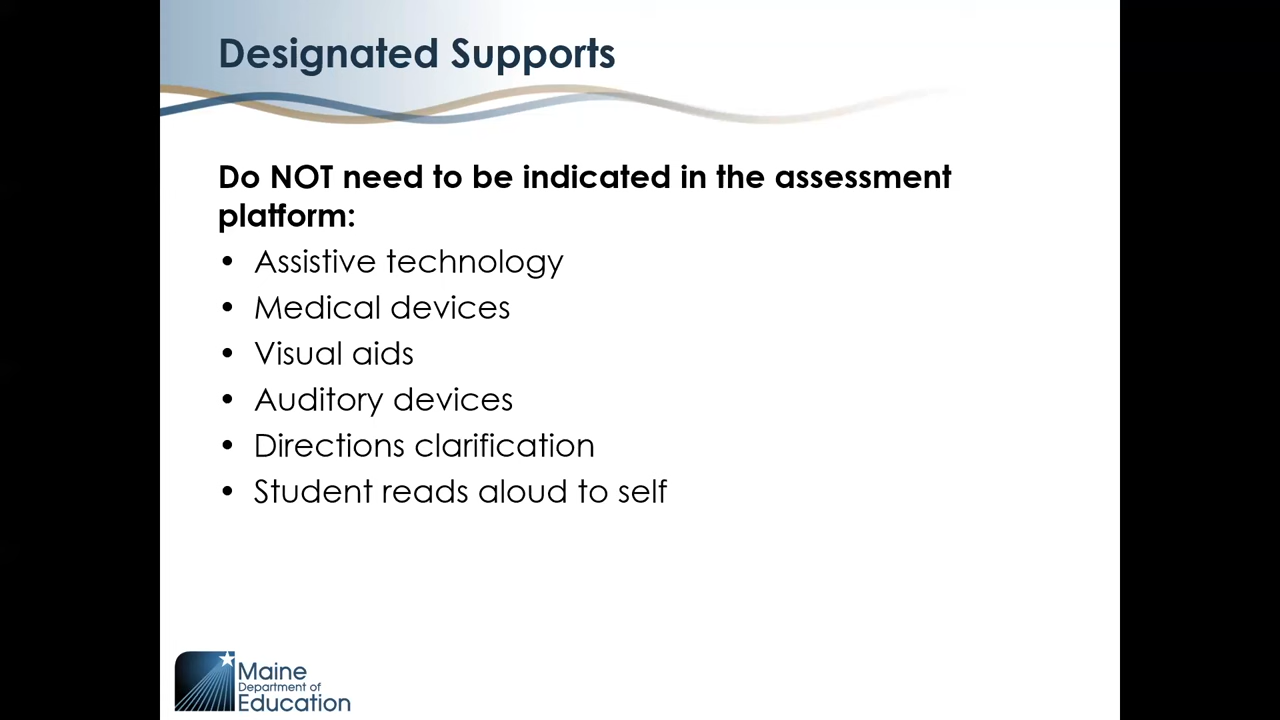 Designated Supports
Do NOT need to be indicated in the assessment
platform:
• Assistive technology
• Medical devices
• Visual aids
• Auditory devices
• Directions clarification
• Student reads aloud to self
Maine
Department of
Education